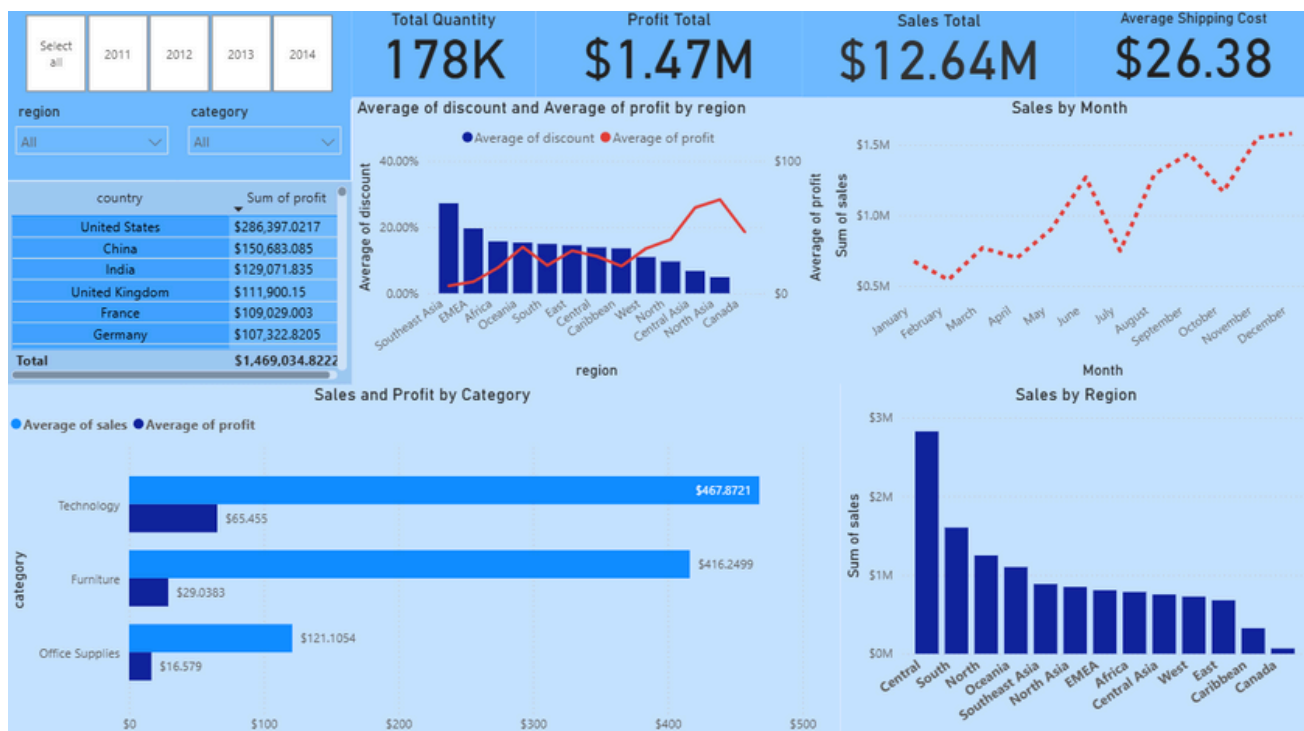 Select all
2011
2012
2013
2014
Total Quantity
178K
Profit Total
$1.47M
Sales Total
$12.64M
Average Shipping Cost
$26.38
region
All
category
All
country Sum of profit
United States $286,397.0217
China $150,683.085
India $129,071.835
United Kingdom $111,900.15
France $109,029.003
Germany $107,322.8205
Total $1,469,034.8222
Average of discount and Average of profit by region
Average of discount Average of profit
Average of discount
40.00%
20.00%
0.00%
$100
$0
Average of profit
Southeast Asia
EMEA
Africa
Oceania
South
East
Central
Caribbean
West
North
Central Asia
North Asia
Canada
region
Sales by Month
Sum of sales
$1.5M
$1.0M
$0.5M
January
February
March
April
May
June
July
August
September
October
November
December
Month
Sales and Profit by Category
Average of sales Average of profit
category
Technology
$467.8721
$65.455
Furniture
$416.2499
$29.0383
Office Supplies
$121.1054
$16.579
$0 $100 $200 $300 $400 $500
Sales by Region
Sum of sales
$3M
$2M
$1M
$0M
Central
South
North
Oceania
Southeast Asia
North Asia
EMEA
Africa
Central Asia
West
East
Caribbean
Canada